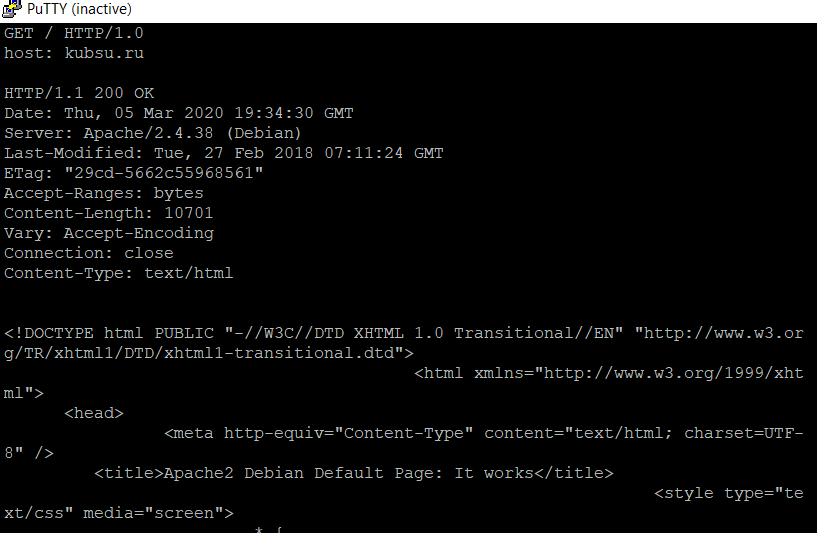 PuTTY (inactive)
GET / HTTP/1.0
host: kubsu.ru
HTTP/1.1 200 OK
Date: Thu, 05 Mar 2020 19:34:30 GMT
Server: Apache/2.4.38 (Debian)
Last-Modified: Tue, 27 Feb 2018 07:11:24 GMT
ETag: "29cd-5662c55968561"
Accept-Ranges: bytes
Content-Length: 10701
Vary: Accept-Encoding
Connection: close
Content-Type: text/html
<!DOCTYPE html PUBLIC "-//W3C//DTD XHTML 1.0 Transitional//EN" "http://www.w3.or
g/TR/xhtml1/DTD/xhtml1-transitional.dtd">
<html xmlns="http://www.w3.org/1999/xht
ml">
<head>
<meta http-equiv="Content-Type" content="text/html; charset=UTF-
8" />
<title>Apache2 Debian Default Page: It works</title>
<style type="te
xt/css" media="screen">
* {